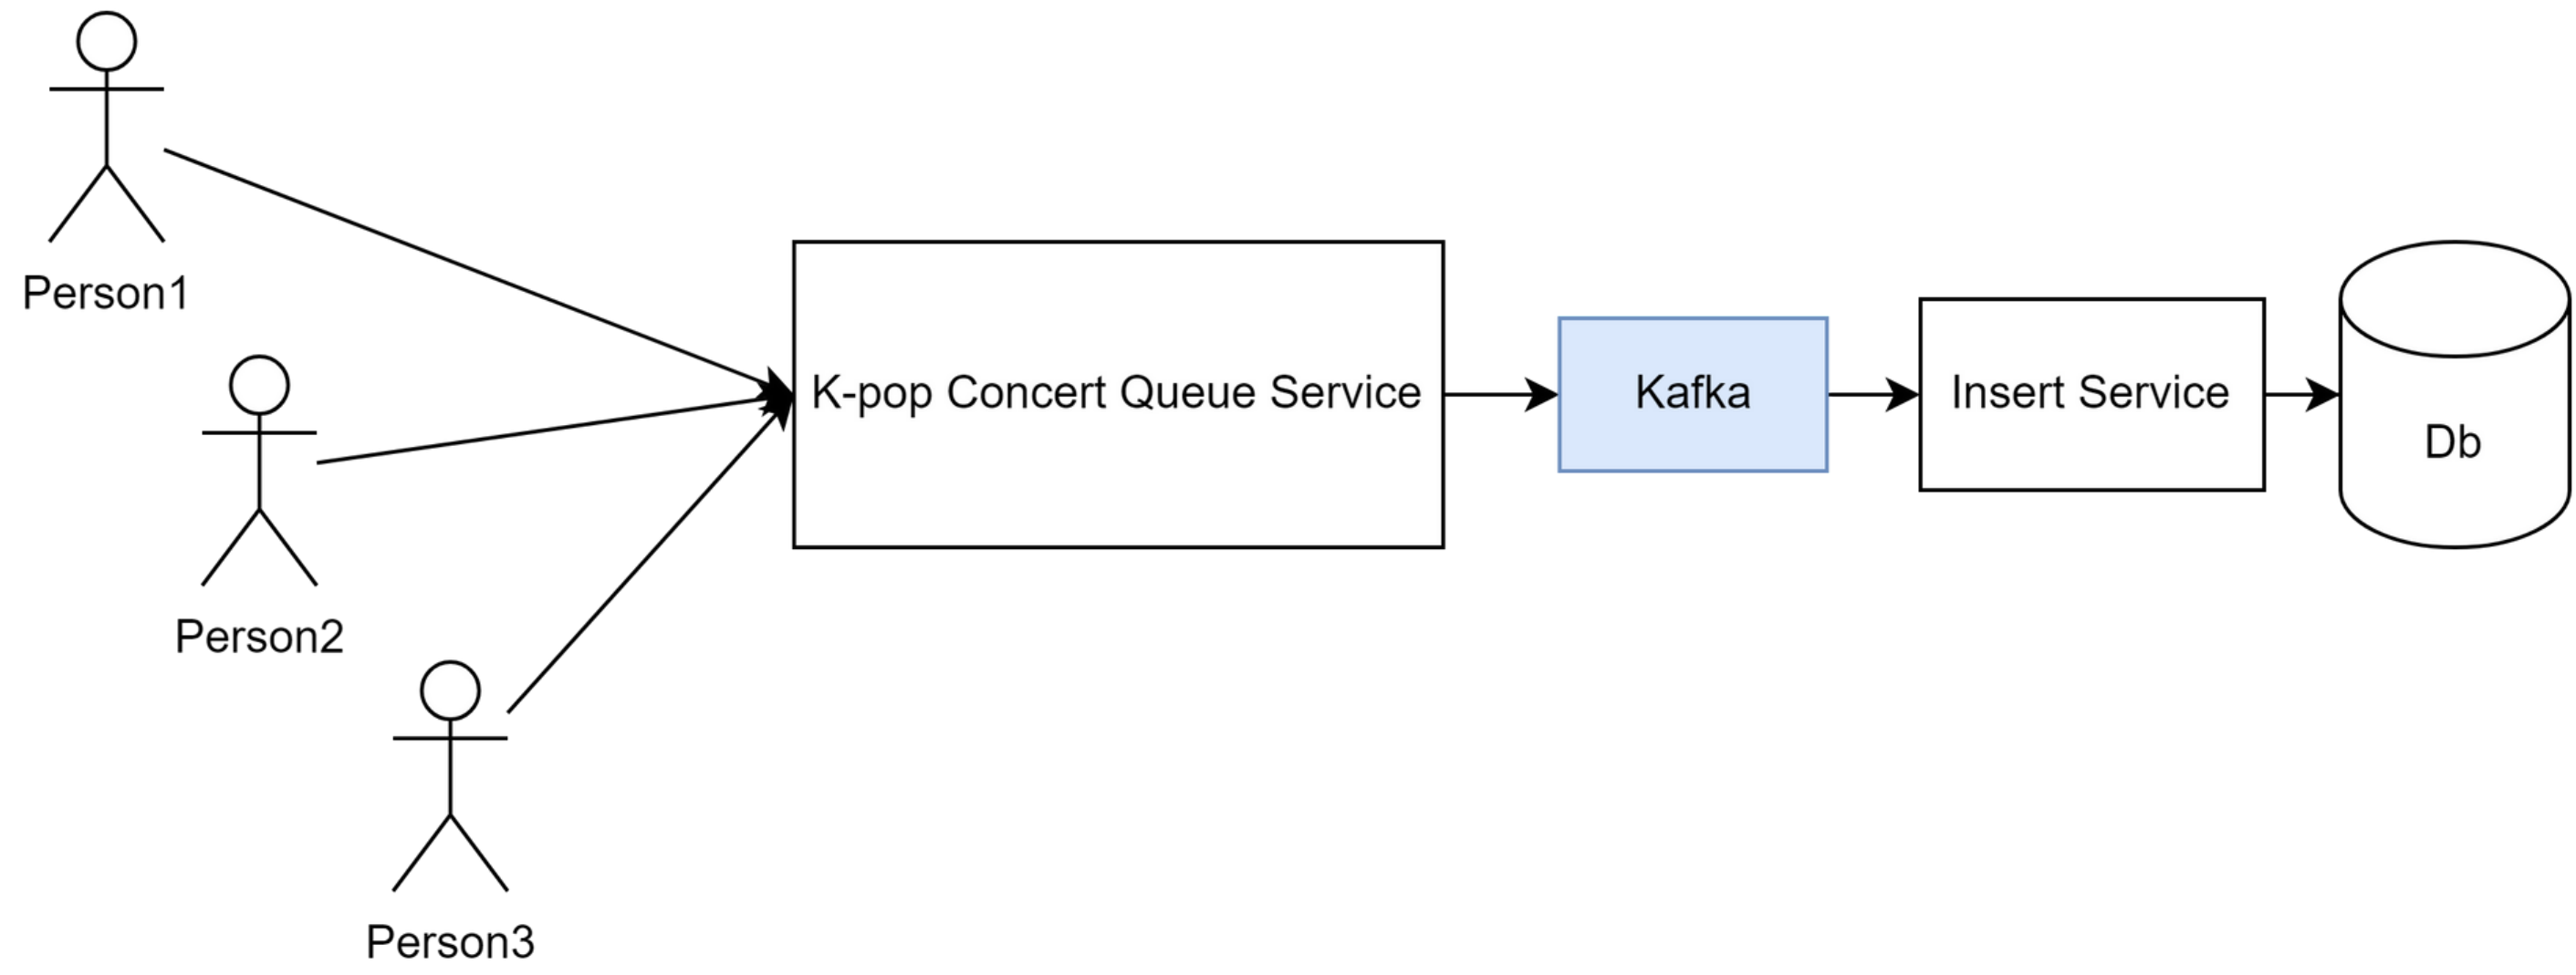 Person1
Person2
Person3
K-pop Concert Queue Service
Kafka
Insert Service
Db